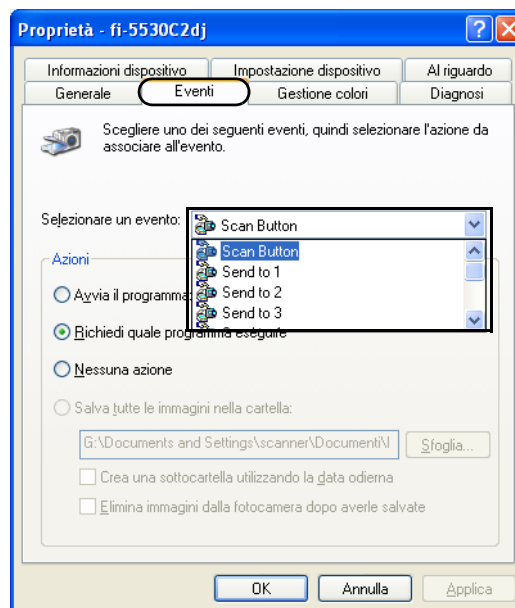 Proprietà - fi-5530C2dj
Informazioni dispositivo Impostazione dispositivo Al riguardo
Generale Eventi Gestione colori Diagnosi
Scegliere uno dei seguenti eventi, quindi selezionare l'azione da
associare all'evento.
Selezionare un evento: Scan Button
Scan Button
Azioni
Send to 1
Avvia il programma:
Send to 2
Send to 3
Richiedi quale programma eseguire
Nessuna azione
Salva tutte le immagini nella cartella:
G:\Documents and Settings\scanner\Documenti\I
Sfoglia...
Crea una sottocartella utilizzando la data odierna
Elimina immagini dalla fotocamera dopo averle salvate
OK Annulla Applica